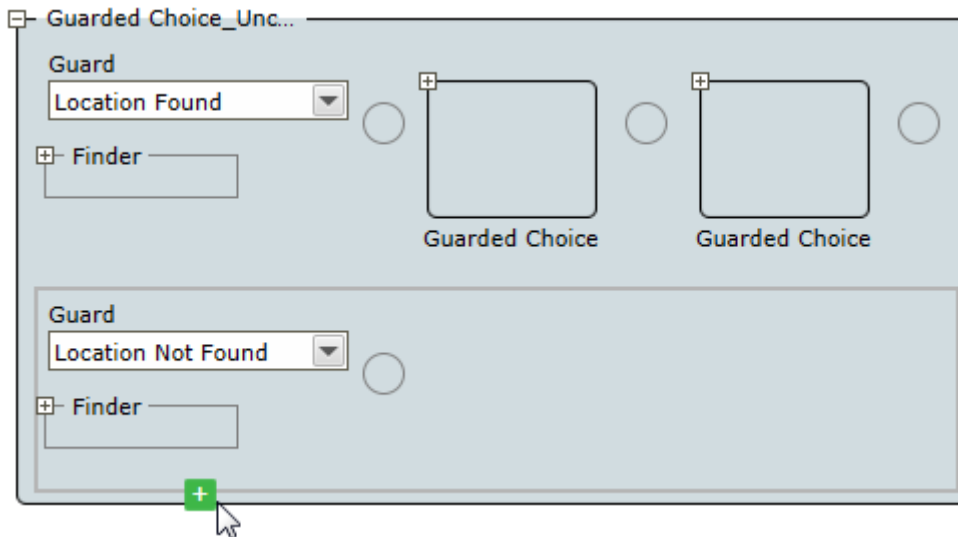 Guarded Choice_Unc...
Guard
Location Found
Finder
Guarded Choice
Guarded Choice
Guard
Location Not Found
Finder